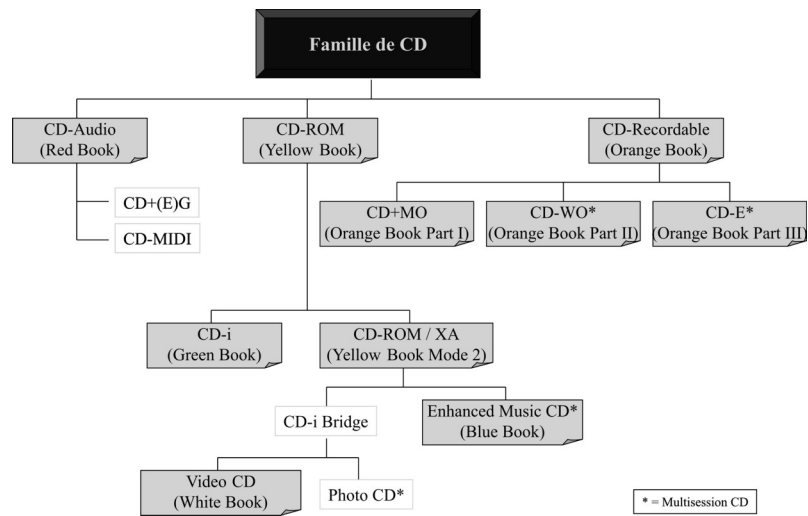 Famille de CD
CD-Audio
(Red Book)
CD-ROM
(Yellow Book)
CD-Recordable
(Orange Book)
CD+(E)G
CD-MIDI
CD+MO
(Orange Book Part I)
CD-WO*
(Orange Book Part II)
CD-E*
(Orange Book Part III)
CD-i
(Green Book)
CD-ROM / XA
(Yellow Book Mode 2)
CD-i Bridge
Enhanced Music CD*
(Blue Book)
Video CD
(White Book)
Photo CD*
* = Multisession CD